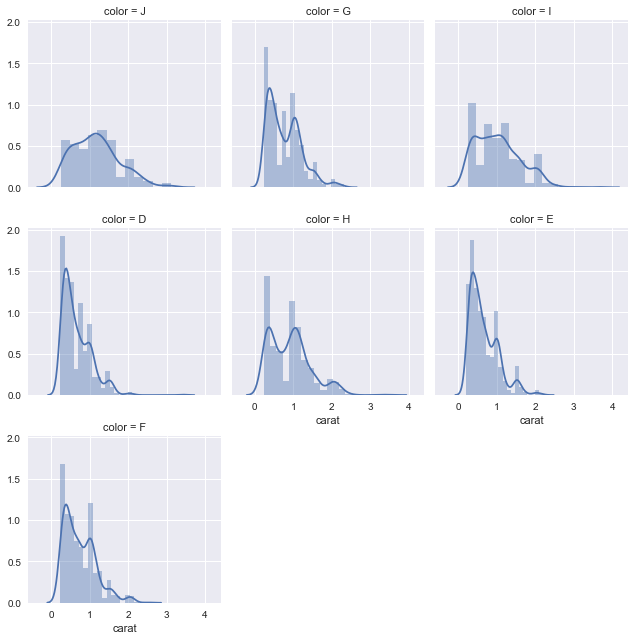 color = J
color = G
color = I
2.0
1.5
1.0
0.5
0.0
color = D
color = H
color = E
2.0
1.5
1.0
0.5
0.0
0 1 2 3 4
carat
0 1 2 3 4
carat
color = F
2.0
1.5
1.0
0.5
0.0
0 1 2 3 4
carat